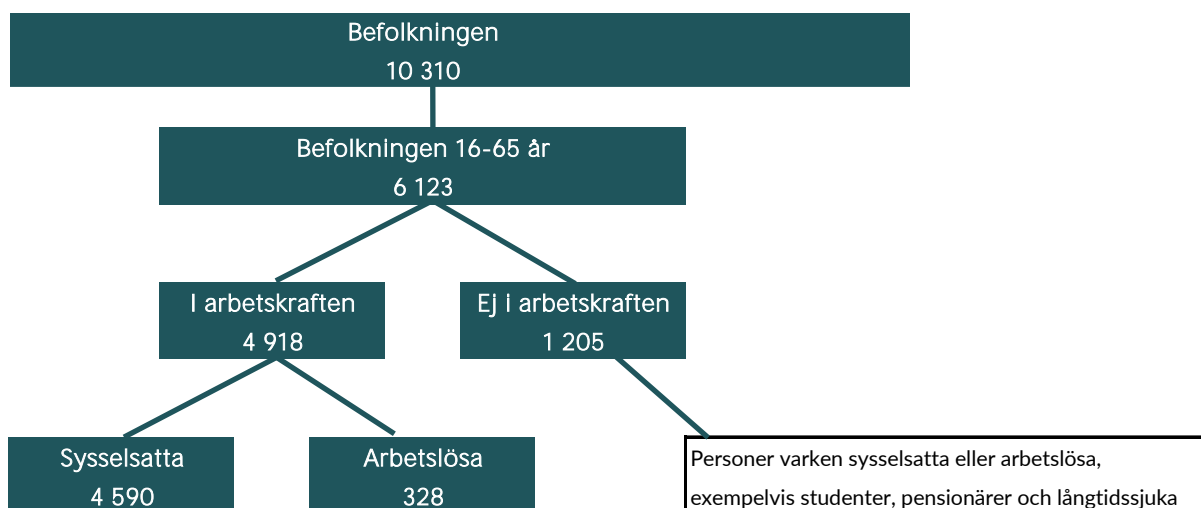 Befolkningen
10 310
Befolkningen 16-65 år
6 123
I arbetskraften
4 918
Ej i arbetskraften
1 205
Sysselsatta
4 590
Arbetslösa
328
Personer varken sysselsatta eller arbetslösa,
exempelvis studenter, pensionärer och långtidssjuka